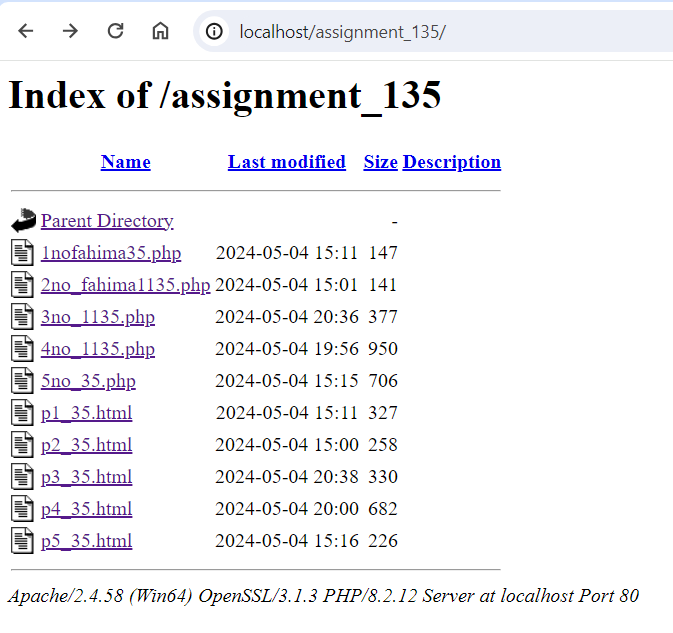 localhost/assignment_135/
Index of /assignment_135
Name Last modified Size Description
Parent Directory -
1nofahima35.php 2024-05-04 15:11 147
2no_fahima1135.php 2024-05-04 15:01 141
3no_1135.php 2024-05-04 20:36 377
4no_1135.php 2024-05-04 19:56 950
5no_35.php 2024-05-04 15:15 706
p1_35.html 2024-05-04 15:11 327
p2_35.html 2024-05-04 15:00 258
p3_35.html 2024-05-04 20:38 330
p4_35.html 2024-05-04 20:00 682
p5_35.html 2024-05-04 15:16 226
Apache/2.4.58 (Win64) OpenSSL/3.1.3 PHP/8.2.12 Server at localhost Port 80